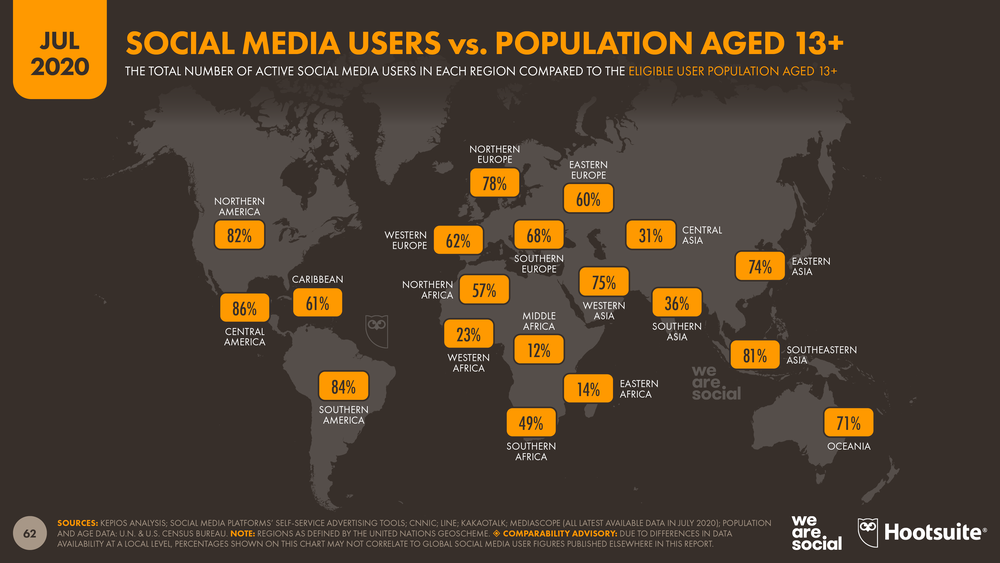 JUL
2020
SOCIAL MEDIA USERS vs. POPULATION AGED 13+
THE TOTAL NUMBER OF ACTIVE SOCIAL MEDIA USERS IN EACH REGION COMPARED TO THE ELIGIBLE USER POPULATION AGED 13+
NORTHERN
EUROPE
78%
EASTERN
EUROPE
60%
NORTHERN
AMERICA
82%
WESTERN
EUROPE
62%
68%
SOUTHERN
EUROPE
31%
CENTRAL
ASIA
74%
EASTERN
ASIA
CARIBBEAN
61%
NORTHERN
AFRICA
57%
75%
WESTERN
ASIA
36%
SOUTHERN
ASIA
86%
CENTRAL
AMERICA
23%
WESTERN
AFRICA
MIDDLE
AFRICA
12%
81%
SOUTHEASTERN
ASIA
we
are
social
84%
SOUTHERN
AMERICA
14%
EASTERN
AFRICA
49%
SOUTHERN
AFRICA
71%
OCEANIA
62
SOURCES: KEPIOS ANALYSIS; SOCIAL MEDIA PLATFORMS' SELF-SERVICE ADVERTISING TOOLS; CNNIC; LINE; KAKAOTALK; MEDIASCOPE (ALL LATEST AVAILABLE DATA IN JULY 2020); POPULATION
AND AGE DATA: U.N. & U.S. CENSUS BUREAU. NOTE: REGIONS AS DEFINED BY THE UNITED NATIONS GEOSCHEME. ※ COMPARABILITY ADVISORY: DUE TO DIFFERENCES IN DATA
AVAILABILITY AT A LOCAL LEVEL, PERCENTAGES SHOWN ON THIS CHART MAY NOT CORRELATE TO GLOBAL SOCIAL MEDIA USER FIGURES PUBLISHED ELSEWHERE IN THIS REPORT.
we
are
social
Hootsuite®